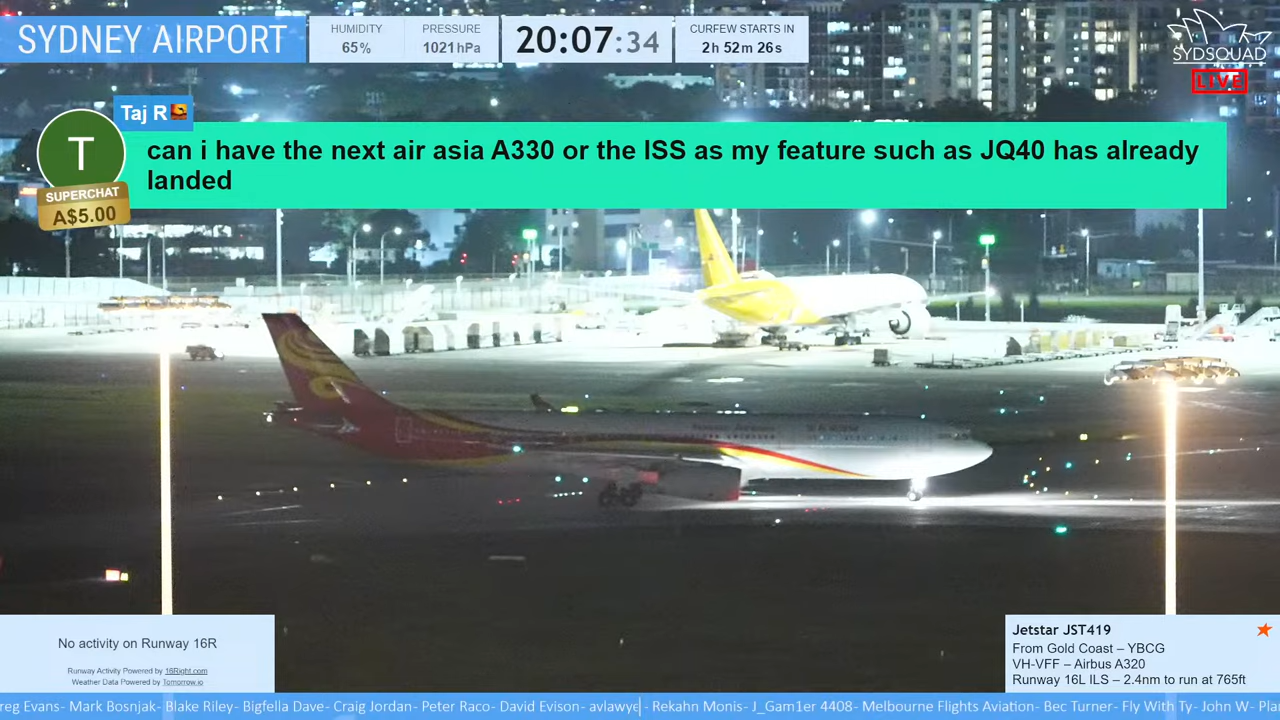 SYDNEY AIRPORT
HUMIDITY
65%
PRESSURE
1021hPa
20:07:34
CURFEW STARTS IN
2h 52m 26s
SYDSQUAD
LIVE
Taj R
T
can i have the next air asia A330 or the ISS as my feature such as JQ40 has already
landed
SUPERCHAT
A$5.00
No activity on Runway 16R
Runway Activity Powered by 16Right.com
Weather Data Powered by Tomorrow.io
Jetstar JST419
From Gold Coast – YBCG
VH-VFF – Airbus A320
Runway 16L ILS – 2.4nm to run at 765ft
reg Evans- Mark Bosnjak- Blake Riley- Bigfella Dave- Craig Jordan- Peter Raco- David Evison- avlawyc - Rekahn Monis- J_Gam1er 4408- Melbourne Flights Aviation- Bec Turner- Fly With Ty- John W- Pla